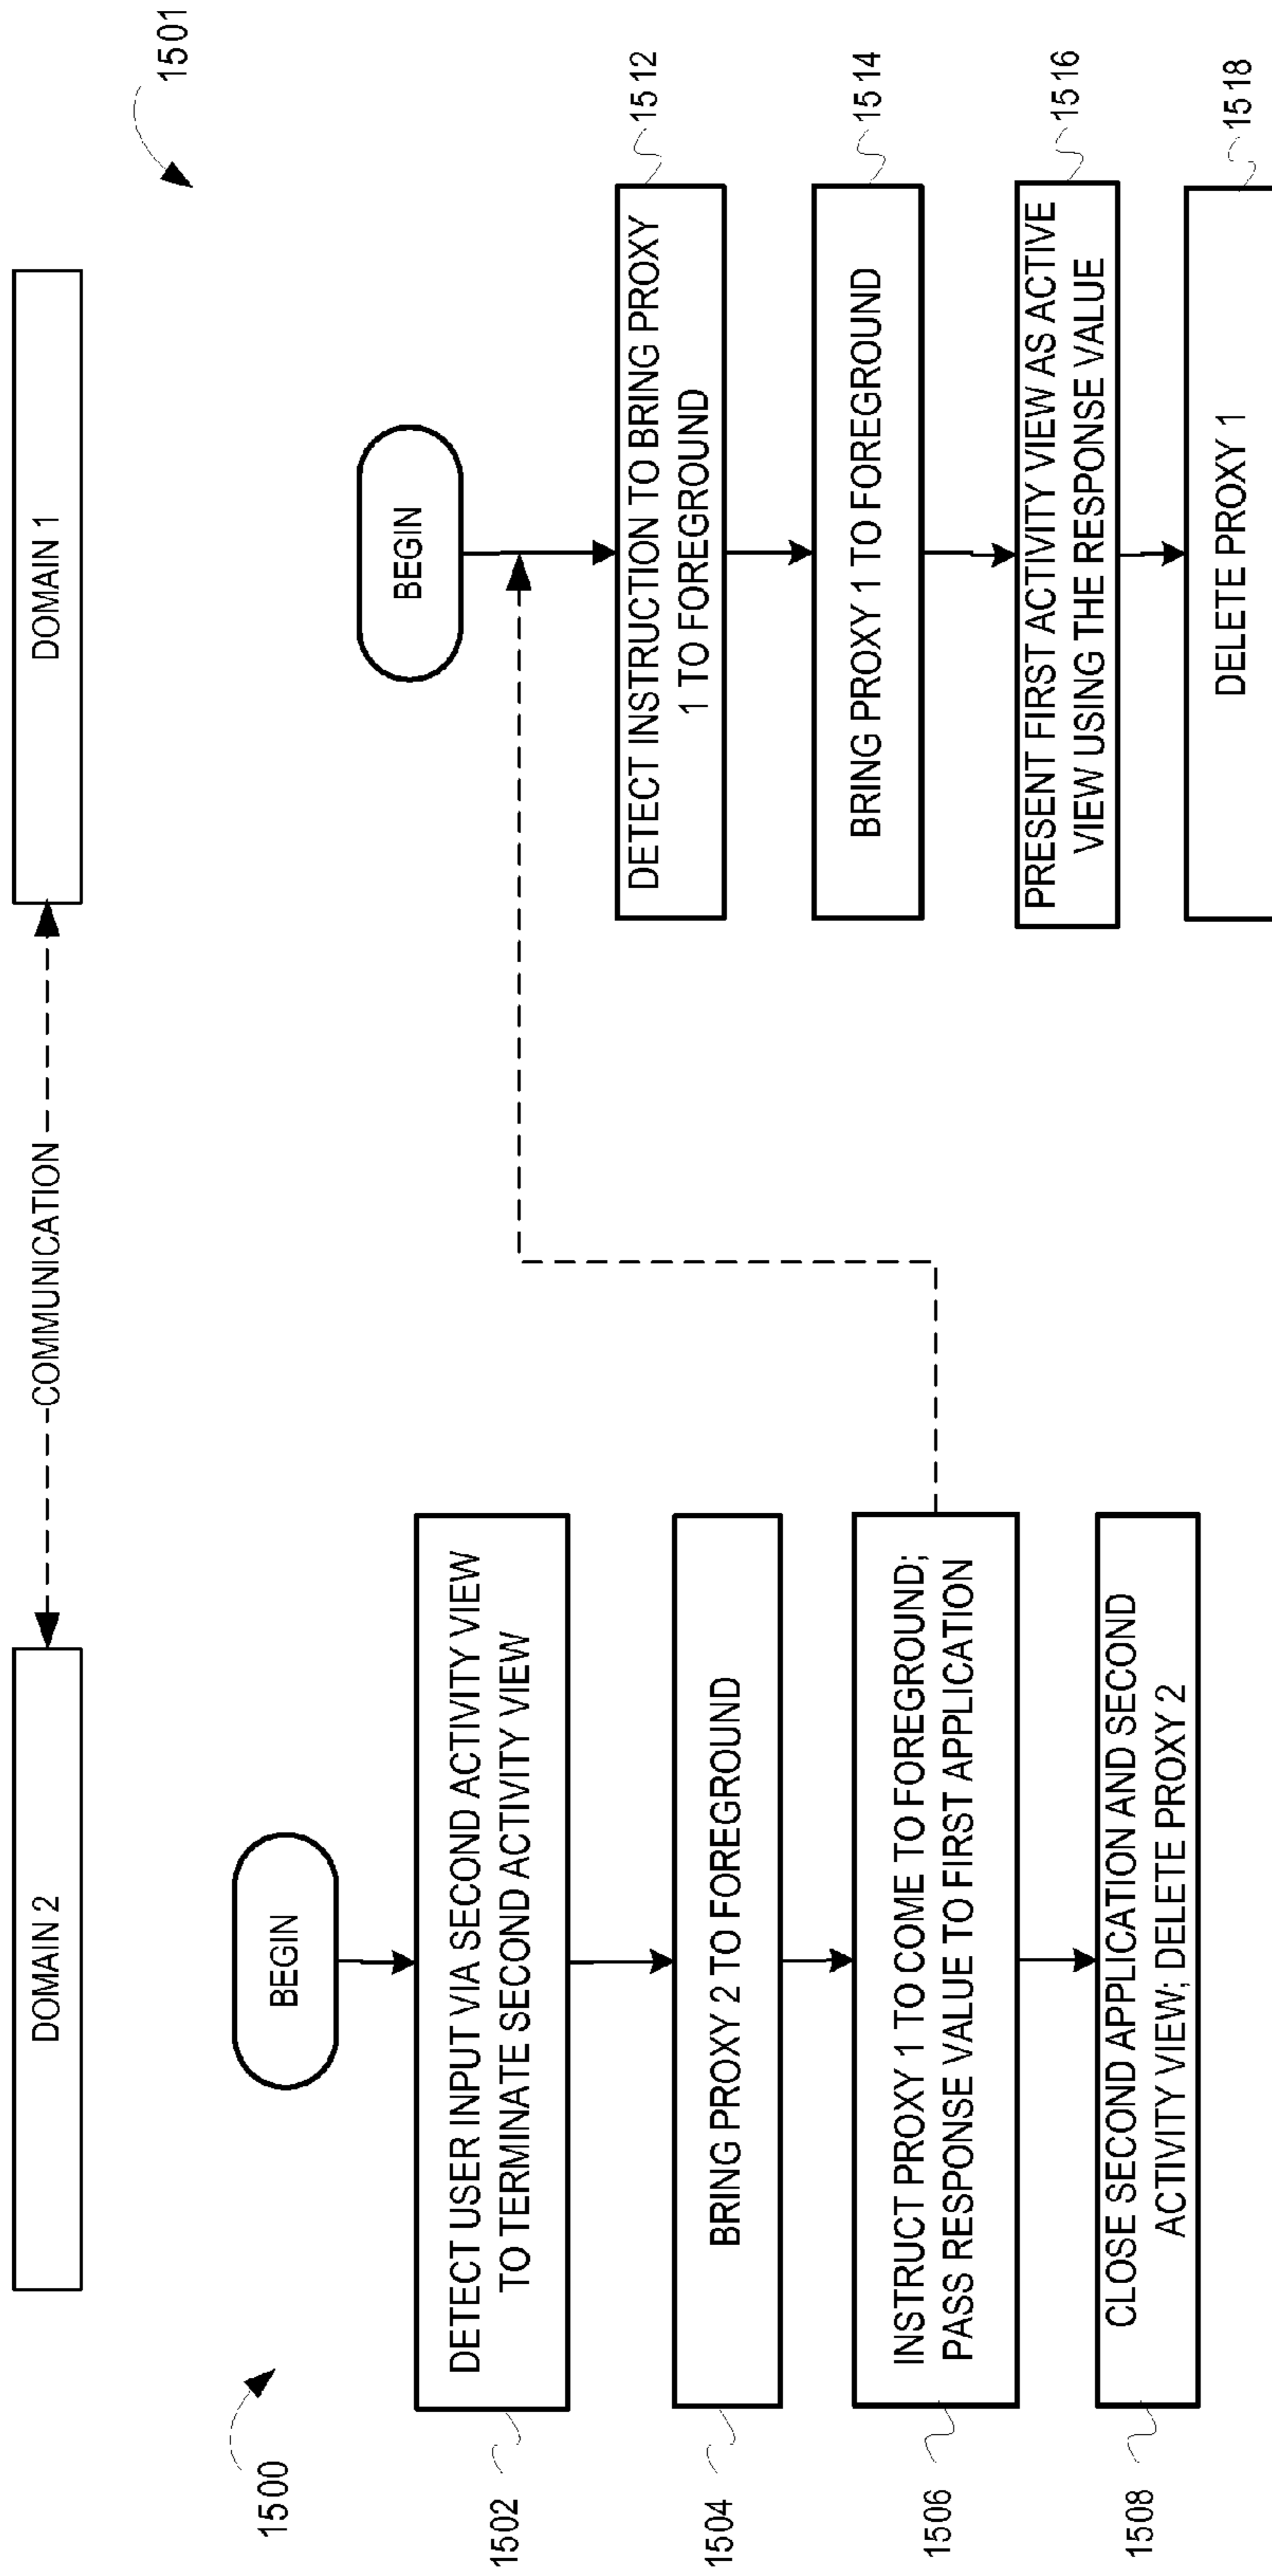 DOMAIN 2
COMMUNICATION
DOMAIN 1
1500
1501
BEGIN
1502
DETECT USER INPUT VIA SECOND ACTIVITY VIEW
TO TERMINATE SECOND ACTIVITY VIEW
1504
BRING PROXY 2 TO FOREGROUND
1506
INSTRUCT PROXY 1 TO COME TO FOREGROUND;
PASS RESPONSE VALUE TO FIRST APPLICATION
1508
CLOSE SECOND APPLICATION AND SECOND
ACTIVITY VIEW; DELETE PROXY 2
BEGIN
DETECT INSTRUCTION TO BRING PROXY
1 TO FOREGROUND
1512
BRING PROXY 1 TO FOREGROUND
1514
PRESENT FIRST ACTIVITY VIEW AS ACTIVE
VIEW USING THE RESPONSE VALUE
1516
DELETE PROXY 1
1518